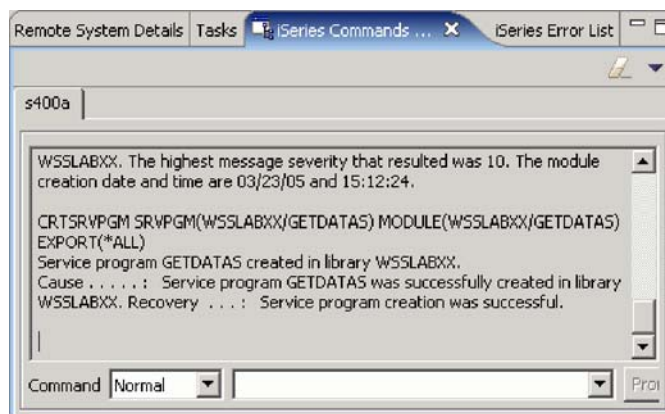 Remote System Details Tasks iSeries Commands ... iSeries Error List
s400a
WSSLABXX. The highest message severity that resulted was 10. The module
creation date and time are 03/23/05 and 15:12:24.
CRTSRVPGM SRVPGM(WSSLABXX/GETDATAS) MODULE(WSSLABXX/GETDATAS)
EXPORT(*ALL)
Service program GETDATAS created in library WSSLABXX.
Cause . . . . . : Service program GETDATAS was successfully created in library
WSSLABXX. Recovery . . . : Service program creation was successful.
Command Normal